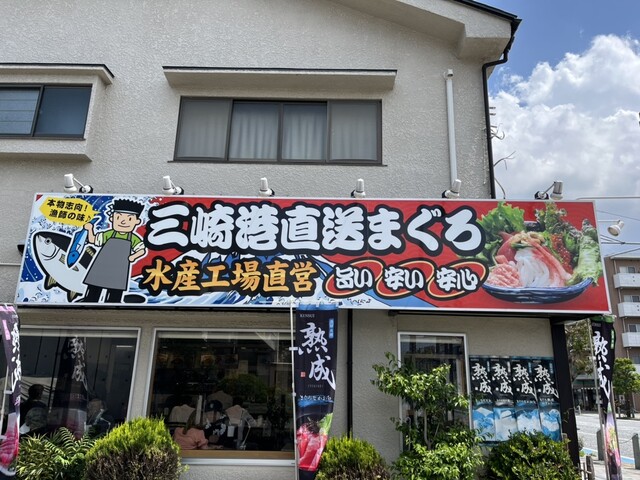 本物志向！
漁師の味♪
三崎港直送まぐろ
水産工場直営
旨い 安い 安心
熟成
熟成
熟成
熟成
熟成
熟成